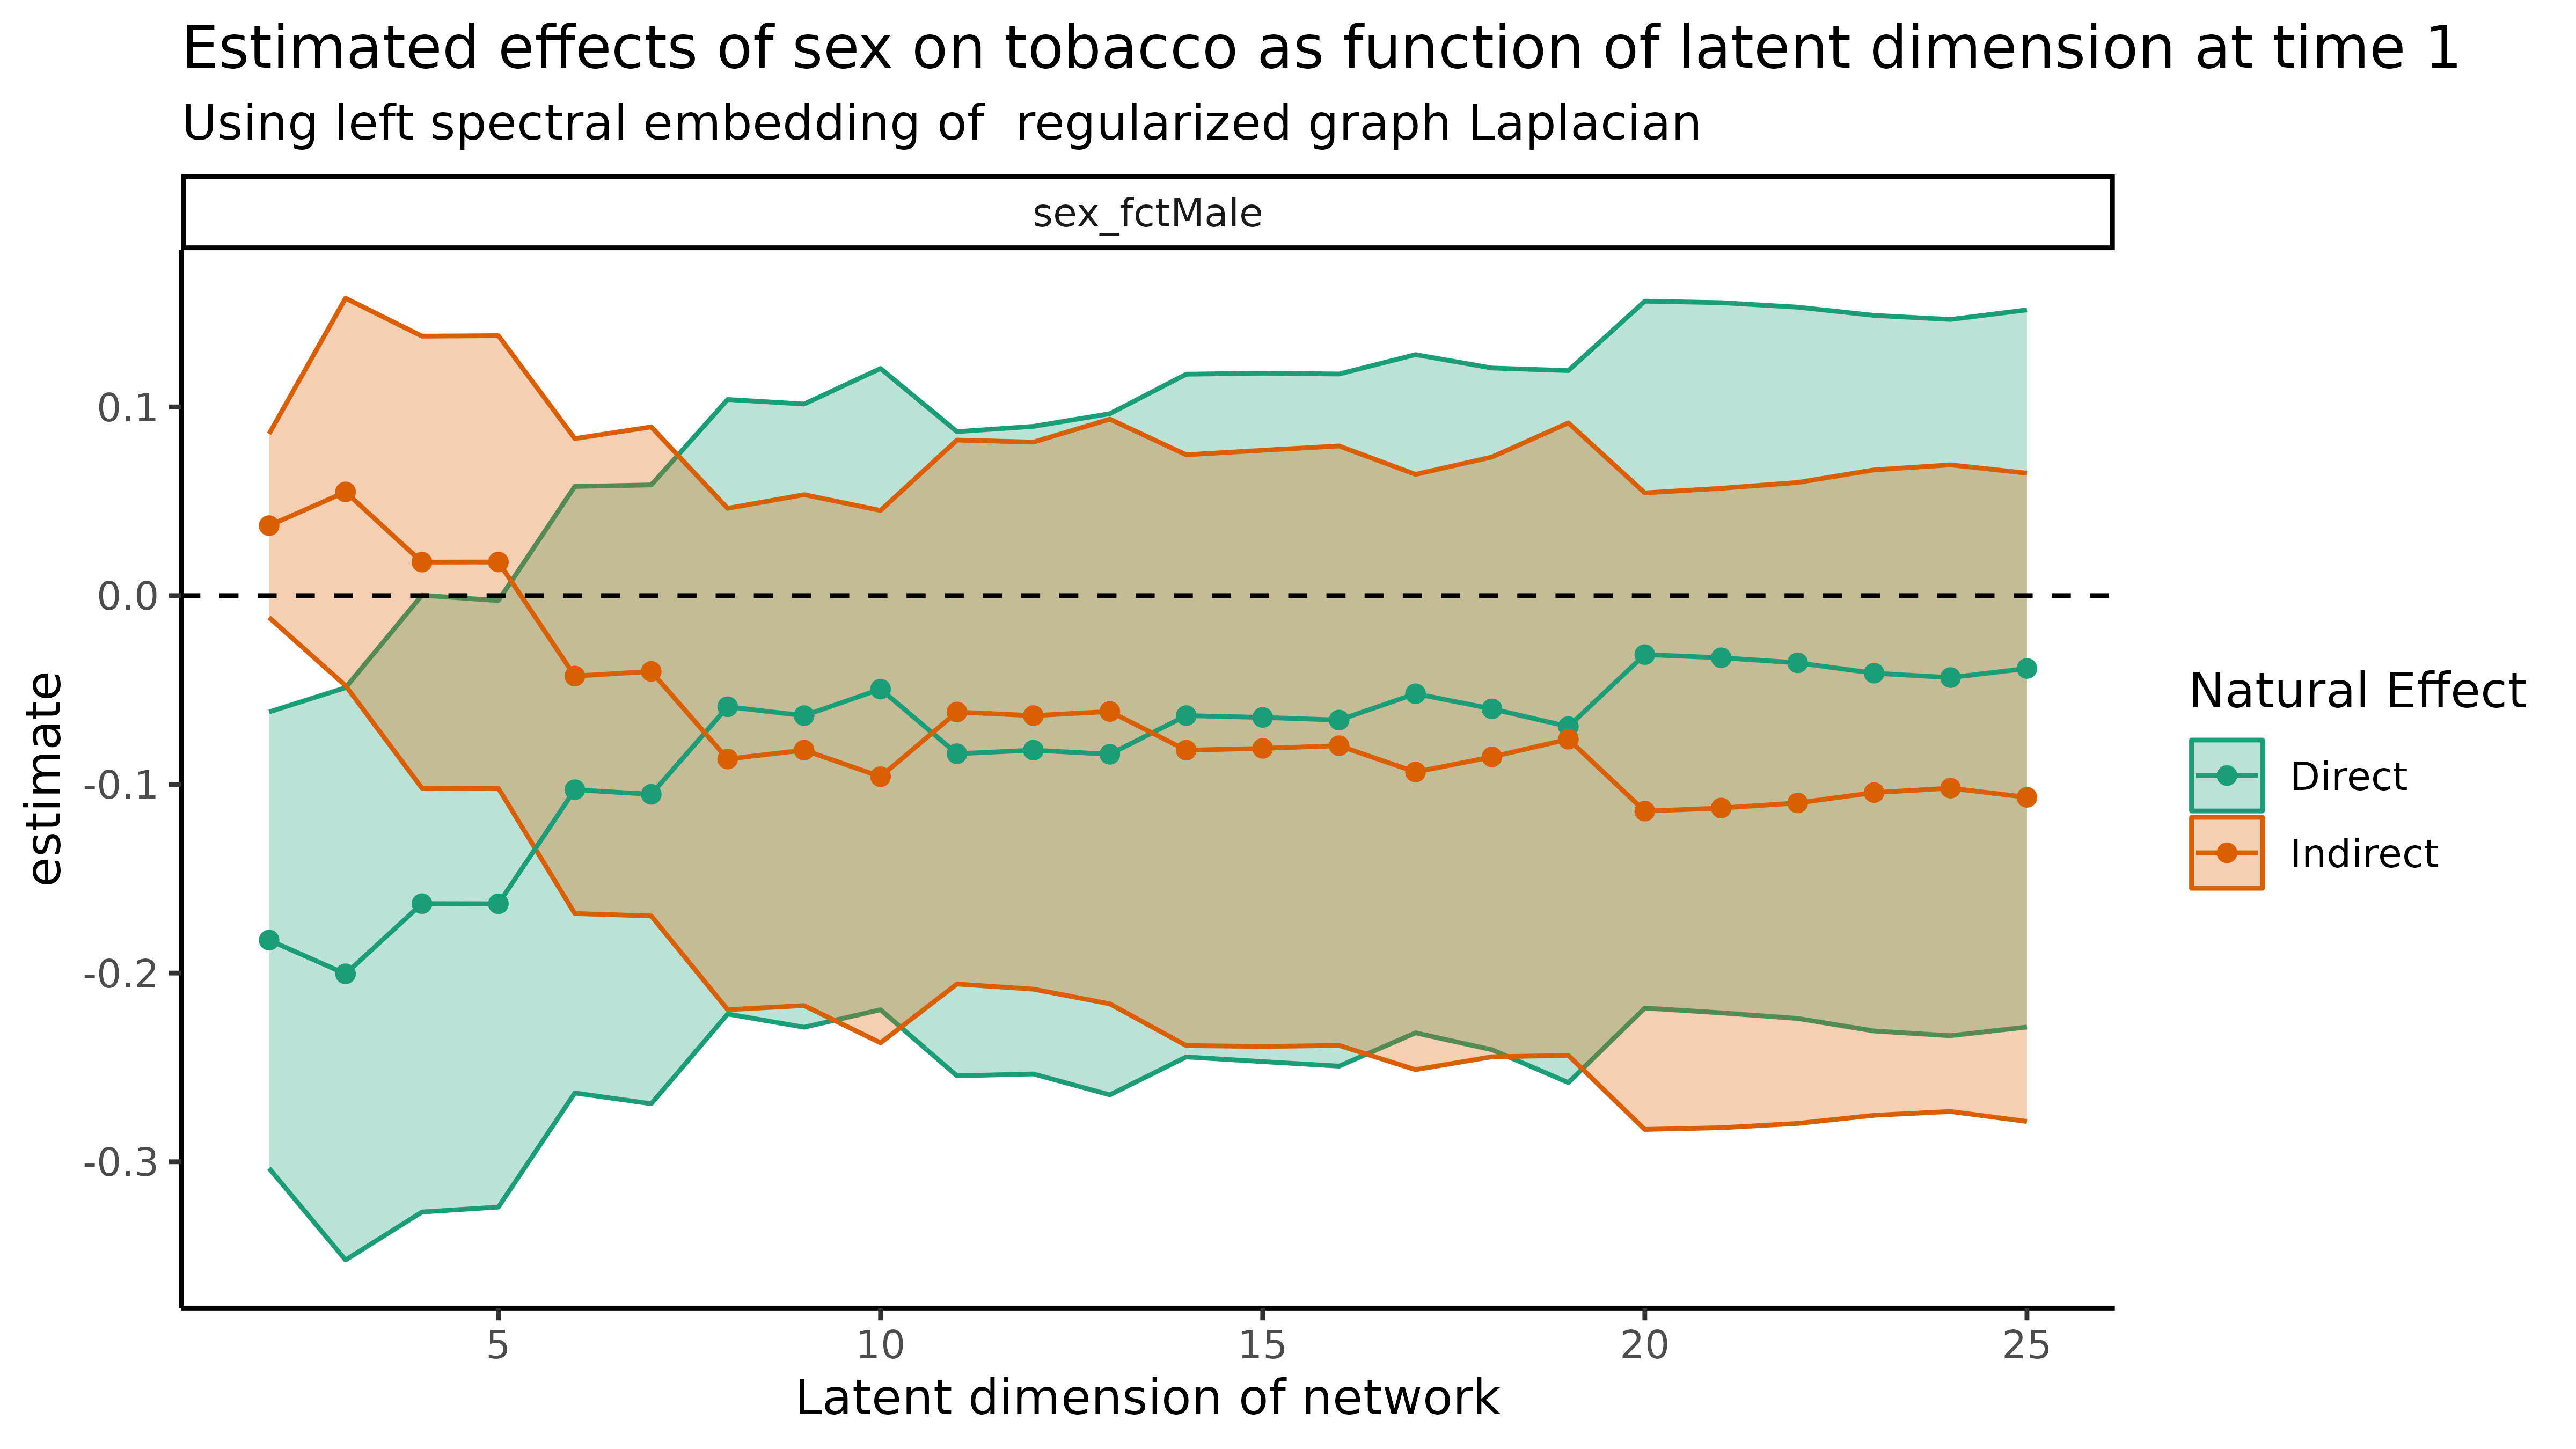 Estimated effects of sex on tobacco as function of latent dimension at time 1
Using left spectral embedding of  regularized graph Laplacian
sex_fctMale
0.1
0.0
-0.1
-0.2
-0.3
estimate
5
10
15
20
25
Latent dimension of network
Natural Effect
Direct
Indirect